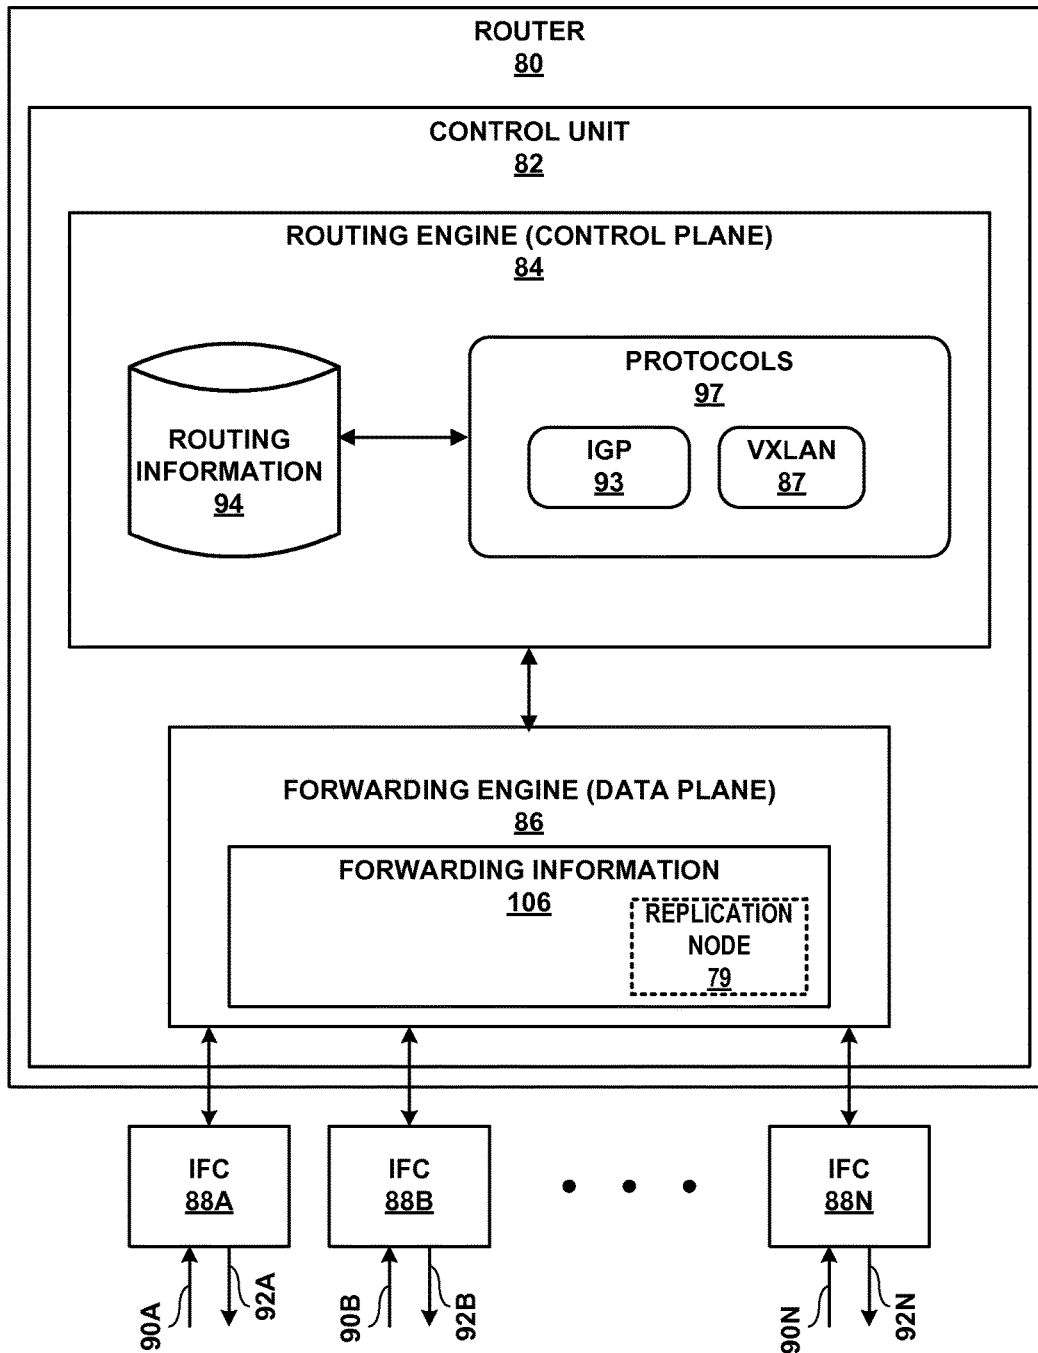 ROUTER
80
CONTROL UNIT
82
ROUTING ENGINE (CONTROL PLANE)
84
ROUTING
INFORMATION
94
PROTOCOLS
97
IGP
93
VXLAN
87
FORWARDING ENGINE (DATA PLANE)
86
FORWARDING INFORMATION
106
REPLICATION
NODE
79
IFC
88A
IFC
88B
IFC
88N
90A
92A
90B
92B
90N
92N